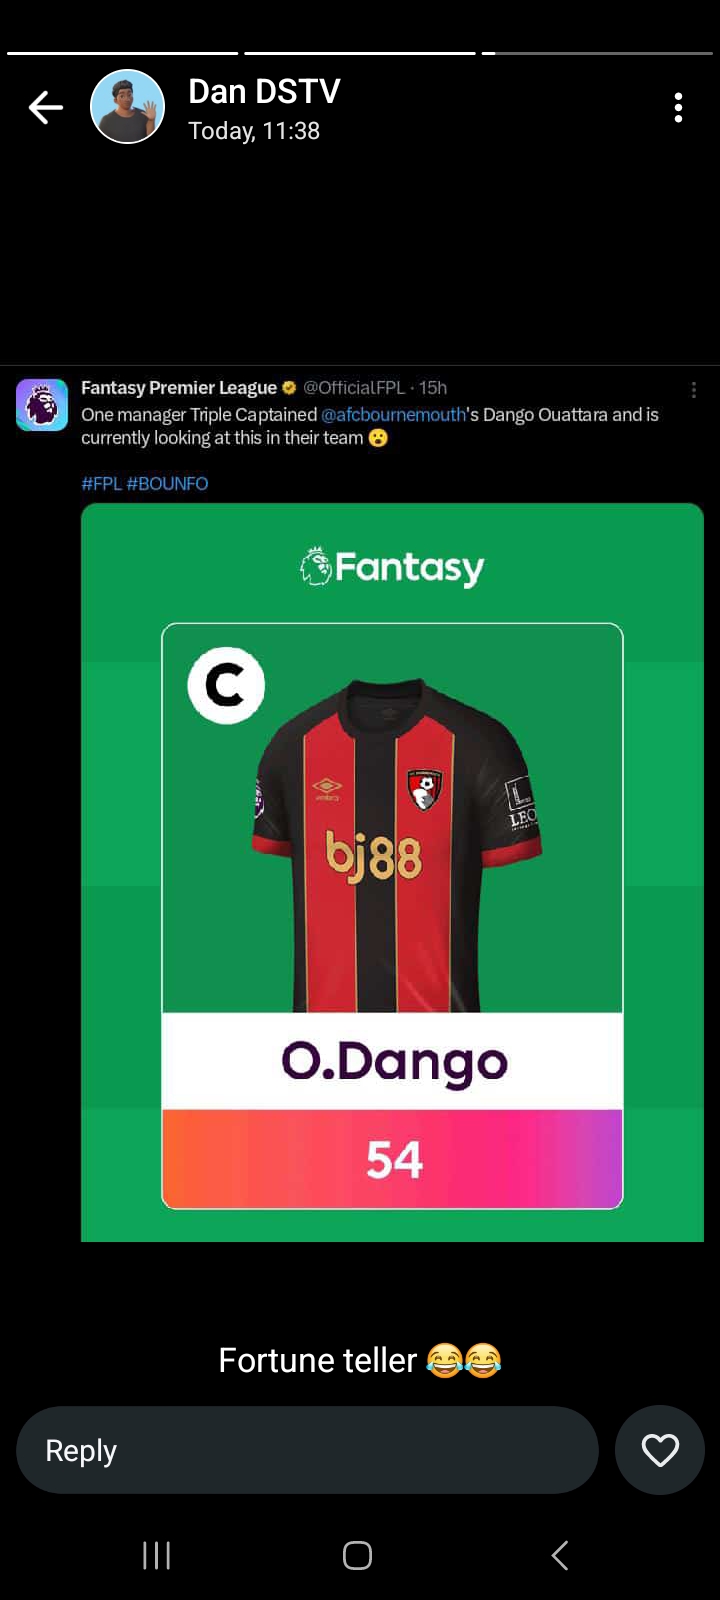 Dan DSTV
Today, 11:38
Fantasy Premier League @OfficialFPL · 15h
One manager Triple Captained @afcbournemouth's Dango Ouattara and is
currently looking at this in their team 😮
#FPL #BOUNFO
Fantasy
C
umbro
bj88
O.Dango
54
Fortune teller 😂😂
Reply